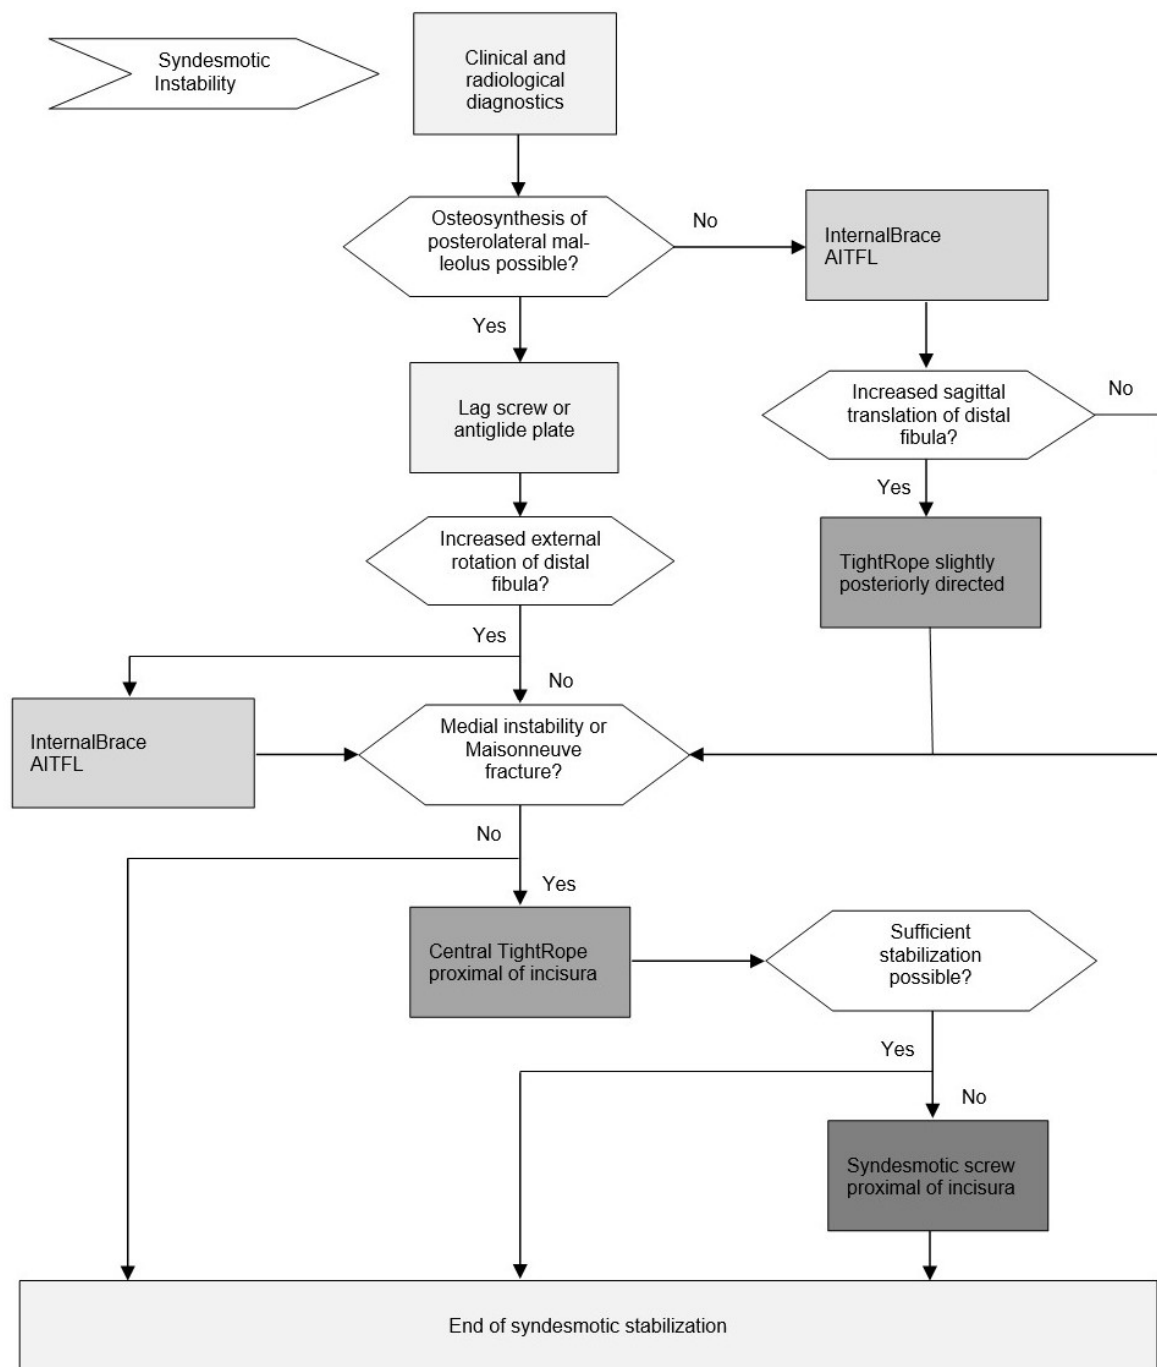 Syndesmotic
Instability
Clinical and
radiological
diagnostics
Osteosynthesis of
posterolateral mal-
leolus possible?
No
InternalBrace
AITFL
Yes
Lag screw or
antiglide plate
Increased sagittal
translation of distal
fibula?
No
Yes
TightRope slightly
posteriorly directed
Increased external
rotation of distal
fibula?
Yes
No
InternalBrace
AITFL
Medial instability or
Maisonneuve
fracture?
No
Yes
Central TightRope
proximal of incisura
Sufficient
stabilization
possible?
Yes
No
Syndesmotic screw
proximal of incisura
End of syndesmotic stabilization